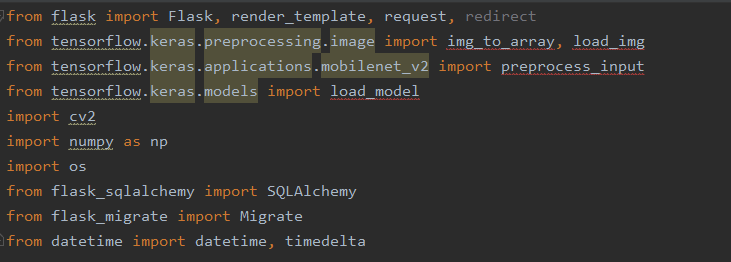 from flask import Flask, render_template, request, redirect
from tensorflow.keras.preprocessing.image import img_to_array, load_img
from tensorflow.keras.applications.mobilenet_v2 import preprocess_input
from tensorflow.keras.models import load_model
import cv2
import numpy as np
import os
from flask_sqlalchemy import SQLAlchemy
from flask_migrate import Migrate
from datetime import datetime, timedelta